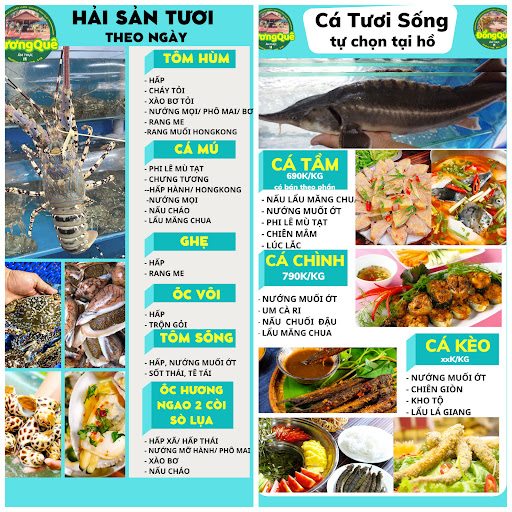 ƯơngQuê
HẢI SẢN TƯƠI
THEO NGÀY
TÔM HÙM
- HẤP
- CHÁY TỎI
- XÀO BƠ TỎI
- NƯỚNG MỌI/ PHÔ MAI/ BƠ
- RANG ME
-RANG MUỐI HONGKONG
CÁ MÚ
- PHI LÊ MÙ TẠT
- CHƯNG TƯƠNG
--HẤP HÀNH/ HONGKONG
-NƯỚNG MỌI
- NẤU CHÁO
- LẨU MĂNG CHUA
GHẸ
- HẤP
- RANG ME
ỐC VÒI
- HẤP
- TRỘN GỎI
TÔM SÔNG
- HẤP, NƯỚNG MUỐI ỚT
- SỐT THÁI, TÊ TÁI
ỐC HƯƠNG
NGAO 2 CÒI
SÒ LỤA
- HẤP XẢ/ HẤP THÁI
- NƯỚNG MỠ HÀNH/ PHÔ MAI
- XÀO BƠ
- NẤU CHÁO
Cá Tươi Sống
tự chọn tại hồ
ĐồngQuê
CÁ TẦM
690K/KG
có bán theo phần
- NẤU LẨU MĂNG CHUA
- NƯỚNG MUỐI ỚT
- PHI LÊ MÙ TẠT
- CHIÊN MẮM
- LÚC LẮC
CÁ CHÌNH
790K/KG
- NƯỚNG MUỐI ỚT
- UM CÀ RI
- NẤU CHUỐI ĐẬU
- LẨU MĂNG CHUA
CÁ KÈO
xxK/KG
- NƯỚNG MUỐI ỚT
- CHIÊN GIÒN
- KHO TỘ
- LẨU LÁ GIANG